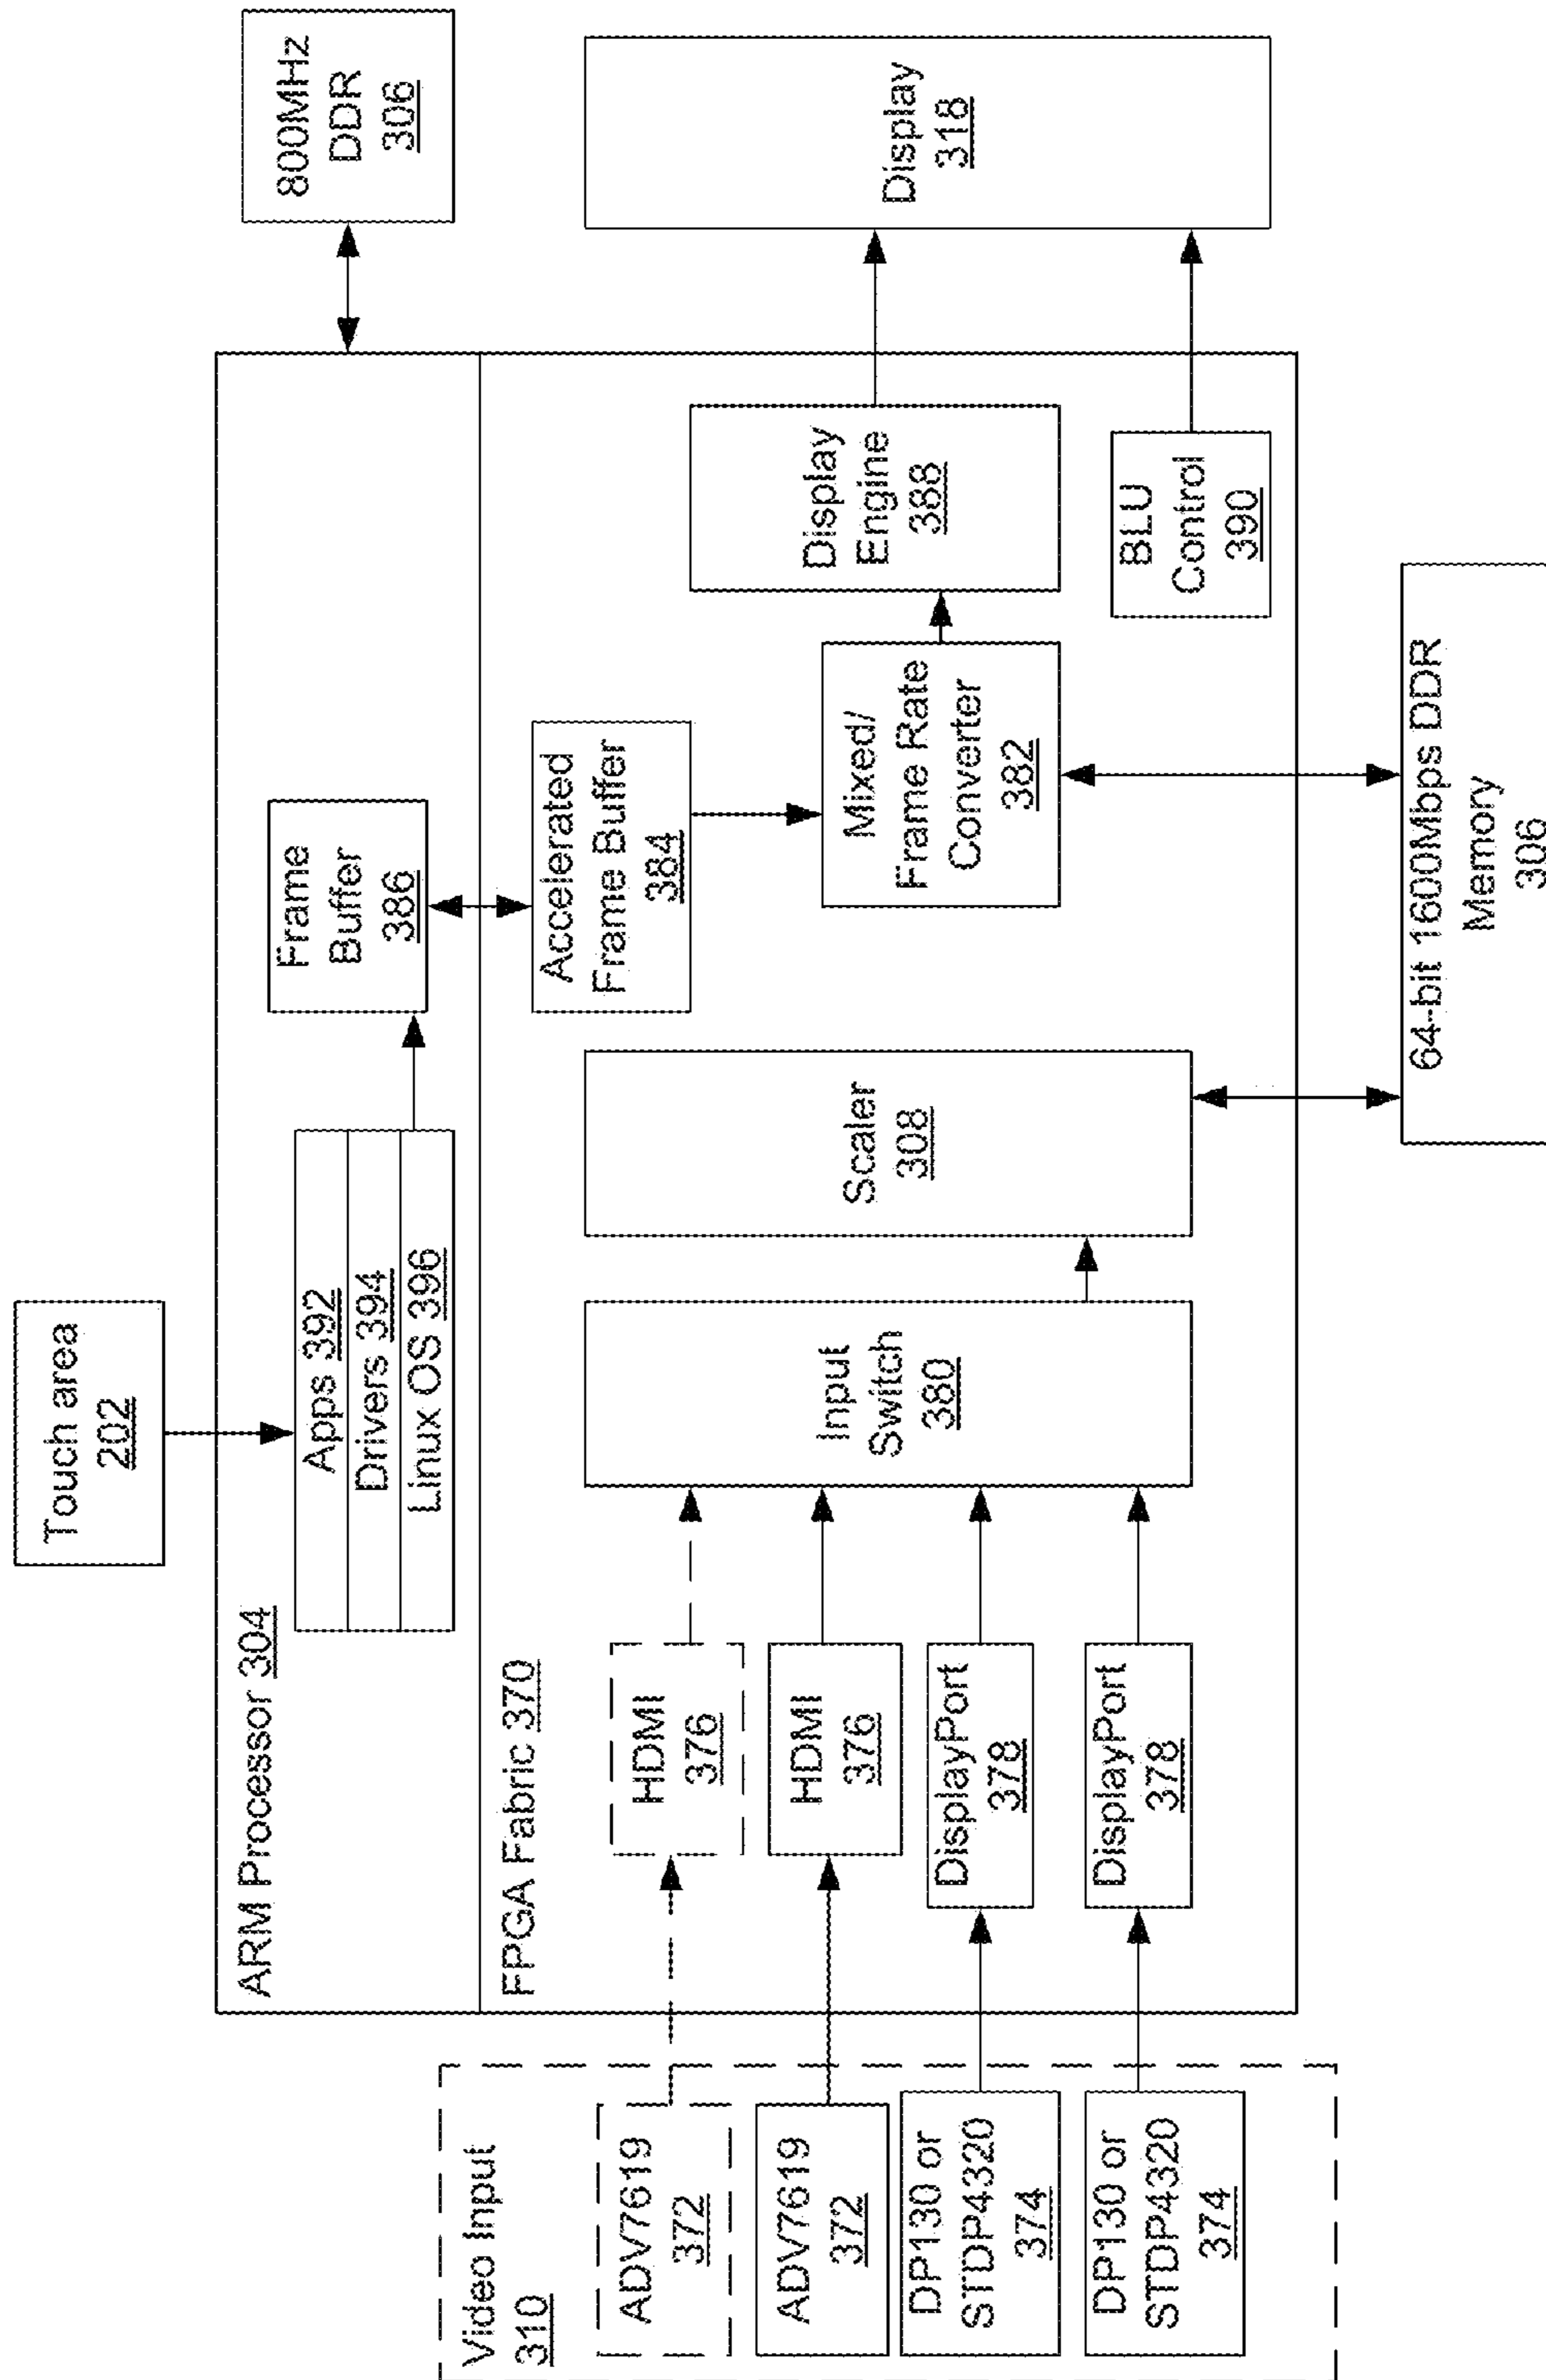 Touch area
202
ARM Processor 304
Apps 392
Drivers 394
Linux OS 396
Frame
Buffer
386
800MHz
DDR
306
Video Input
310
ADV7619
372
ADV7619
372
DP130 or
STDP4320
374
DP130 or
STDP4320
374
FPGA Fabric 370
HDMI
376
HDMI
376
DisplayPort
378
DisplayPort
378
Input
Switch
380
Scaler
308
Accelerated
Frame Buffer
384
Mixed/
Frame Rate
Converter
382
Display
Engine
388
BLU
Control
390
Display
318
64-bit 1600Mbps DDR
Memory
306